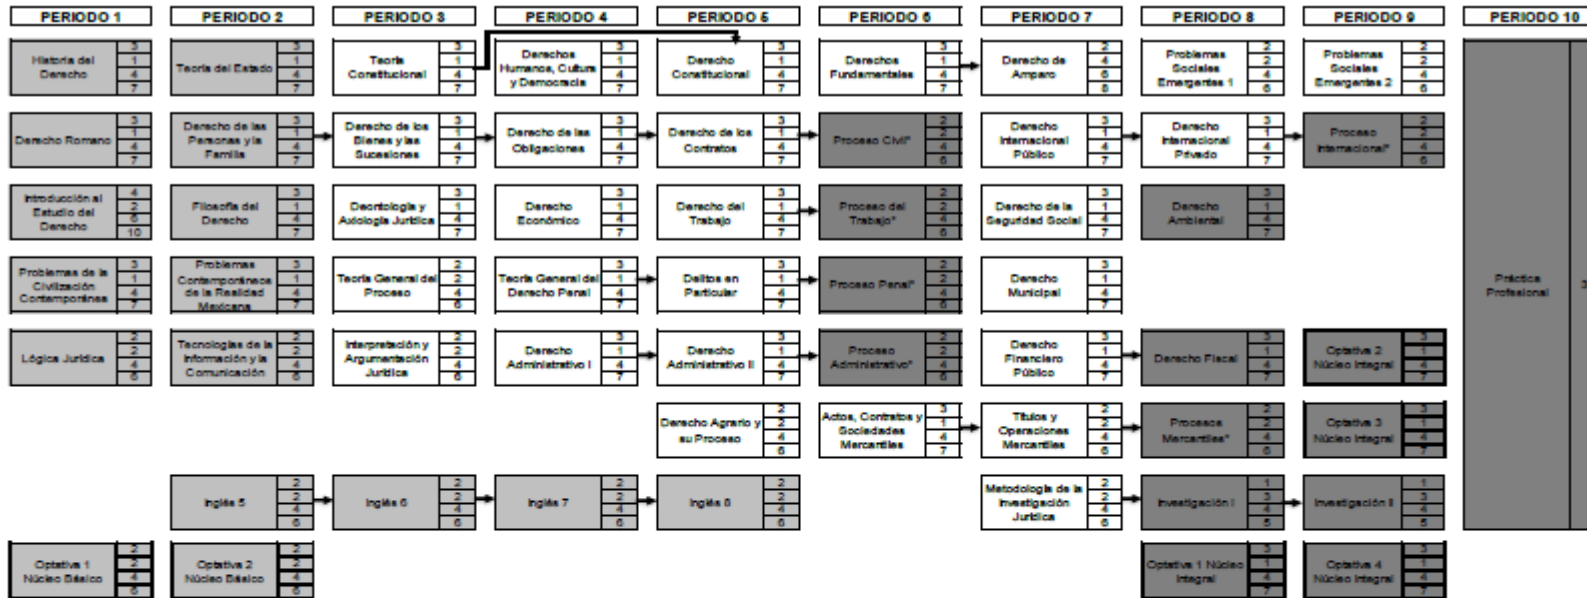 PERIODO 1
PERIODO 2
PERIODO 3
PERIODO 4
PERIODO 5
PERIODO 6
PERIODO 7
PERIODO 8
PERIODO 9
PERIODO 10
Historia del
Derecho
3
1
4
7
Teoría del Estado
3
1
4
7
Teoría
Constitucional
3
1
4
7
Derechos
Humanos, Cultura
y Democracia
3
1
4
7
Derecho
Constitucional
3
1
4
7
Derechos
Fundamentales
3
1
4
7
Derecho de
Amparo
2
4
6
8
Problemas
Sociales
Emergentes 1
2
2
4
6
Problemas
Sociales
Emergentes 2
2
2
4
6
Práctica
Profesional
3
Derecho Romano
3
1
4
7
Derecho de las
Personas y la
Familia
3
1
4
7
Derecho de los
Bienes y las
Sucesiones
3
1
4
7
Derecho de las
Obligaciones
3
1
4
7
Derecho de los
Contratos
3
1
4
7
Proceso Civil*
2
2
4
6
Derecho
Internacional
Público
3
1
4
7
Derecho
Internacional
Privado
3
1
4
7
Proceso
Internacional*
2
2
4
6
Introducción al
Estudio del
Derecho
4
2
6
10
Filosofía del
Derecho
3
1
4
7
Deontología y
Axiología Jurídica
3
1
4
7
Derecho
Económico
3
1
4
7
Derecho del
Trabajo
3
1
4
7
Proceso del
Trabajo*
2
2
4
6
Derecho de la
Seguridad Social
3
1
4
7
Derecho
Ambiental
3
1
4
7
Problemas de la
Civilización
Contemporánea
3
1
4
7
Problemas
Contemporáneos
de la Realidad
Mexicana
3
1
4
7
Teoría General del
Proceso
2
2
4
6
Teoría General del
Derecho Penal
3
1
4
7
Delitos en
Particular
3
1
4
7
Proceso Penal*
2
2
4
6
Derecho
Municipal
3
1
4
7
Lógica Jurídica
2
2
4
6
Tecnologías de la
Información y la
Comunicación
2
2
4
6
Interpretación y
Argumentación
Jurídica
2
2
4
6
Derecho
Administrativo I
3
1
4
7
Derecho
Administrativo II
3
1
4
7
Proceso
Administrativo*
2
2
4
6
Derecho
Financiero
Público
3
1
4
7
Derecho Fiscal
3
1
4
7
Optativa 2
Núcleo Integral
3
1
4
7
Derecho Agrario y
su Proceso
2
2
4
6
Actos, Contratos y
Sociedades
Mercantiles
3
1
4
7
Títulos y
Operaciones
Mercantiles
2
2
4
6
Procesos
Mercantiles*
2
2
4
6
Optativa 3
Núcleo Integral
3
1
4
7
Inglés 5
2
2
4
6
Inglés 6
2
2
4
6
Inglés 7
2
2
4
6
Inglés 8
2
2
4
6
Metodología de la
Investigación
Jurídica
2
2
4
6
Investigación I
1
3
4
5
Investigación II
1
3
4
5
Optativa 1
Núcleo Básico
2
2
4
6
Optativa 2
Núcleo Básico
2
2
4
6
Optativa 1 Núcleo
Integral
3
1
4
7
Optativa 4
Núcleo Integral
3
1
4
7